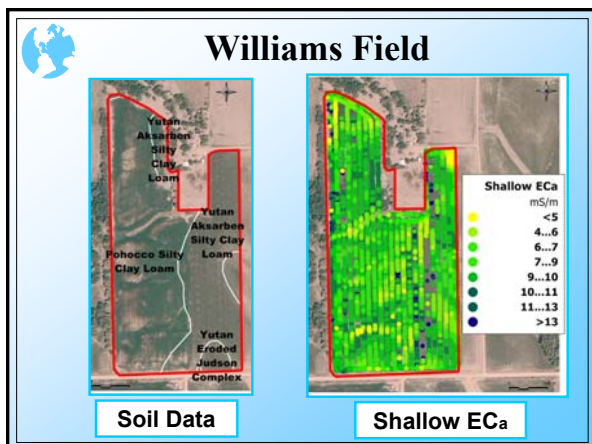 Williams Field
Yutan
Aksarben
Silty
Clay
Loam
Yutan
Aksarben
Silty Clay
Loam
Pohocco Silty
Clay Loam
Yutan
Eroded
Judson
Complex
Soil Data
Shallow ECa
mS/m
<5
4...6
6...7
7...9
9...10
10...11
11...13
>13
Shallow ECa